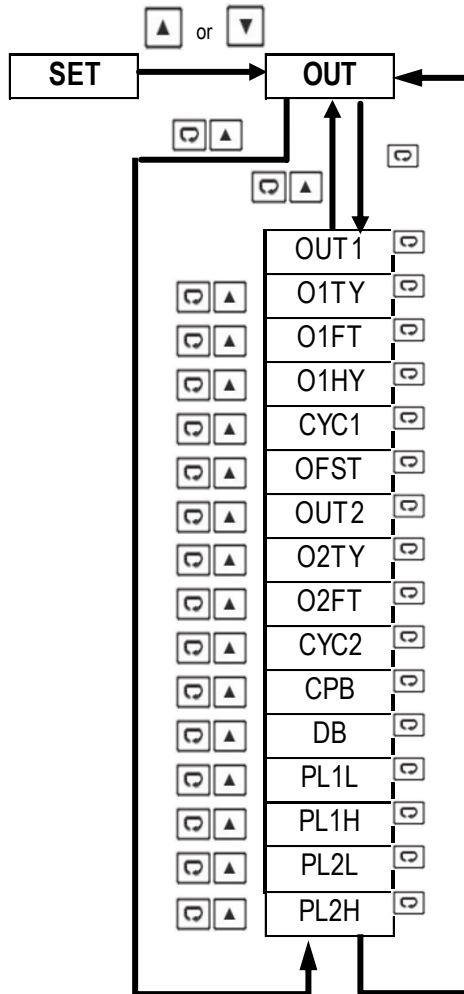 or
SET OUT
OUT1
O1TY
O1FT
O1HY
CYC1
OFST
OUT2
O2TY
O2FT
CYC2
CPB
DB
PL1L
PL1H
PL2L
PL2H